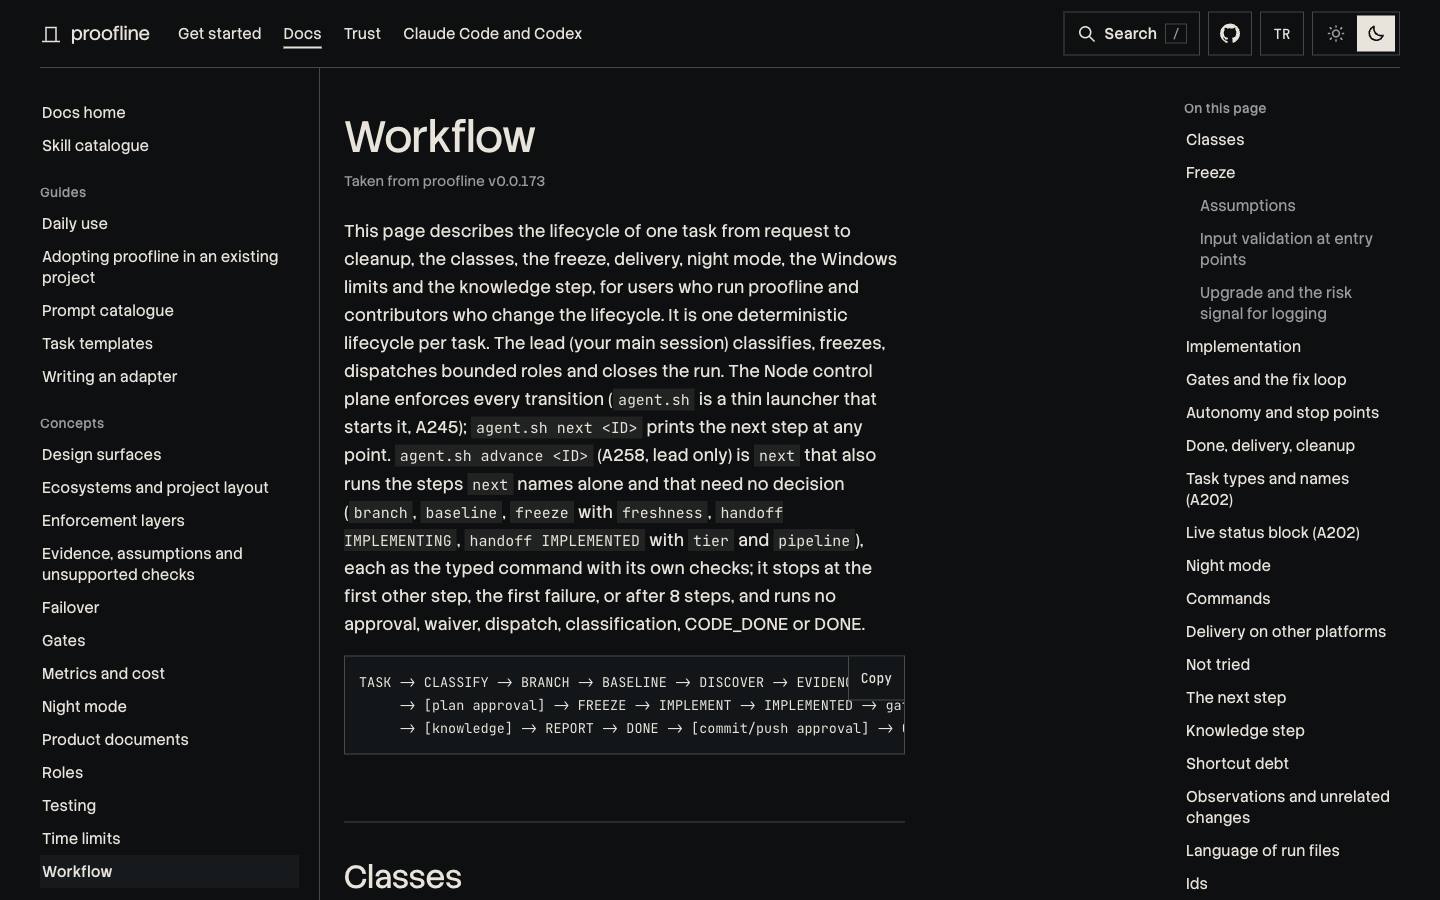 proofline
Get started
Docs
Trust
Claude Code and Codex
Search /
TR
Docs home
Skill catalogue
Guides
Daily use
Adopting proofline in an existing
project
Prompt catalogue
Task templates
Writing an adapter
Concepts
Design surfaces
Ecosystems and project layout
Enforcement layers
Evidence, assumptions and
unsupported checks
Failover
Gates
Metrics and cost
Night mode
Product documents
Roles
Testing
Time limits
Workflow
Workflow
Taken from proofline v0.0.173
This page describes the lifecycle of one task from request to
cleanup, the classes, the freeze, delivery, night mode, the Windows
limits and the knowledge step, for users who run proofline and
contributors who change the lifecycle. It is one deterministic
lifecycle per task. The lead (your main session) classifies, freezes,
dispatches bounded roles and closes the run. The Node control
plane enforces every transition (agent.sh is a thin launcher that
starts it, A245); agent.sh next <ID> prints the next step at any
point. agent.sh advance <ID> (A258, lead only) is next that also
runs the steps next names alone and that need no decision
(branch, baseline, freeze with freshness, handoff
IMPLEMENTING, handoff IMPLEMENTED with tier and pipeline),
each as the typed command with its own checks; it stops at the
first other step, the first failure, or after 8 steps, and runs no
approval, waiver, dispatch, classification, CODE_DONE or DONE.
Copy
TASK → CLASSIFY → BRANCH → BASELINE → DISCOVER → EVIDENC
→ [plan approval] → FREEZE → IMPLEMENT → IMPLEMENTED → gat
→ [knowledge] → REPORT → DONE → [commit/push approval] →
Classes
On this page
Classes
Freeze
Assumptions
Input validation at entry
points
Upgrade and the risk
signal for logging
Implementation
Gates and the fix loop
Autonomy and stop points
Done, delivery, cleanup
Task types and names
(A202)
Live status block (A202)
Night mode
Commands
Delivery on other platforms
Not tried
The next step
Knowledge step
Shortcut debt
Observations and unrelated
changes
Language of run files
Ids